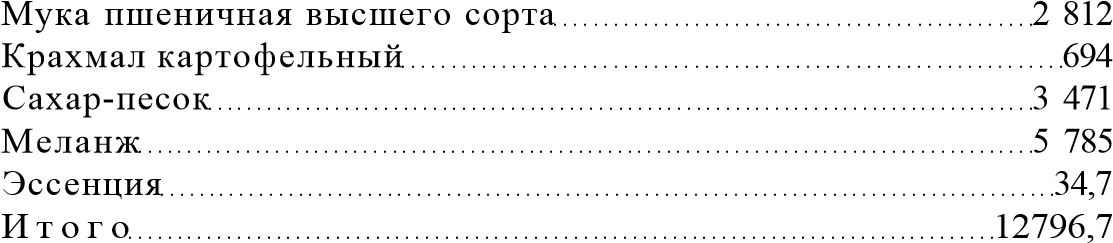 Мука пшеничная высшего сорта 2 812
Крахмал картофельный 694
Сахар-песок 3 471
Меланж 5 785
Эссенция 34,7
Итого 12796,7